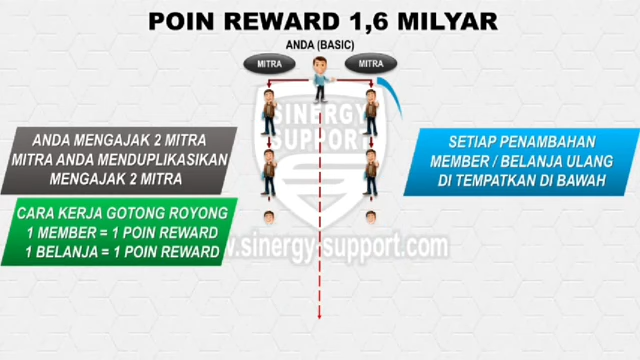 POIN REWARD 1,6 MILYAR
ANDA (BASIC)
MITRA
MITRA
SINERGY
SUPPORT
ANDA MENGAJAK 2 MITRA
MITRA ANDA MENDUPLIKASIKAN
MENGAJAK 2 MITRA
SETIAP PENAMBAHAN
MEMBER / BELANJA ULANG
DI TEMPATKAN DI BAWAH
CARA KERJA GOTONG ROYONG
1 MEMBER = 1 POIN REWARD
1 BELANJA = 1 POIN REWARD
www.sinergy-support.com